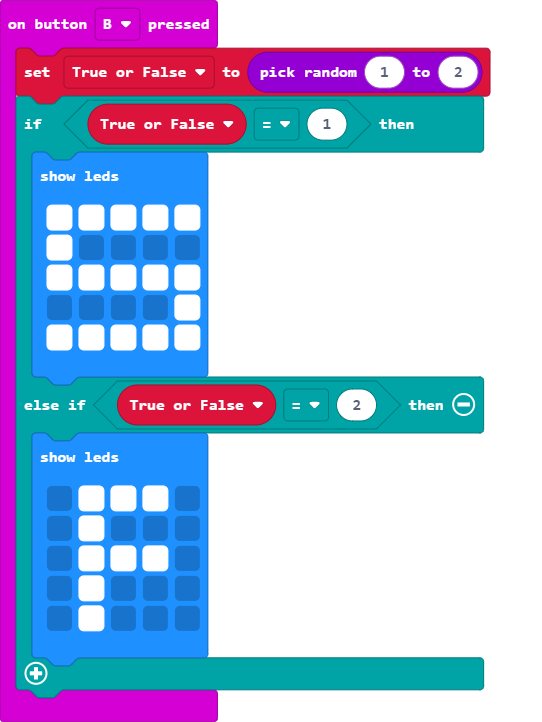 on button B pressed
set True or False to pick random 1 to 2
if True or False = 1 then
show leds
else if True or False = 2 then
show leds